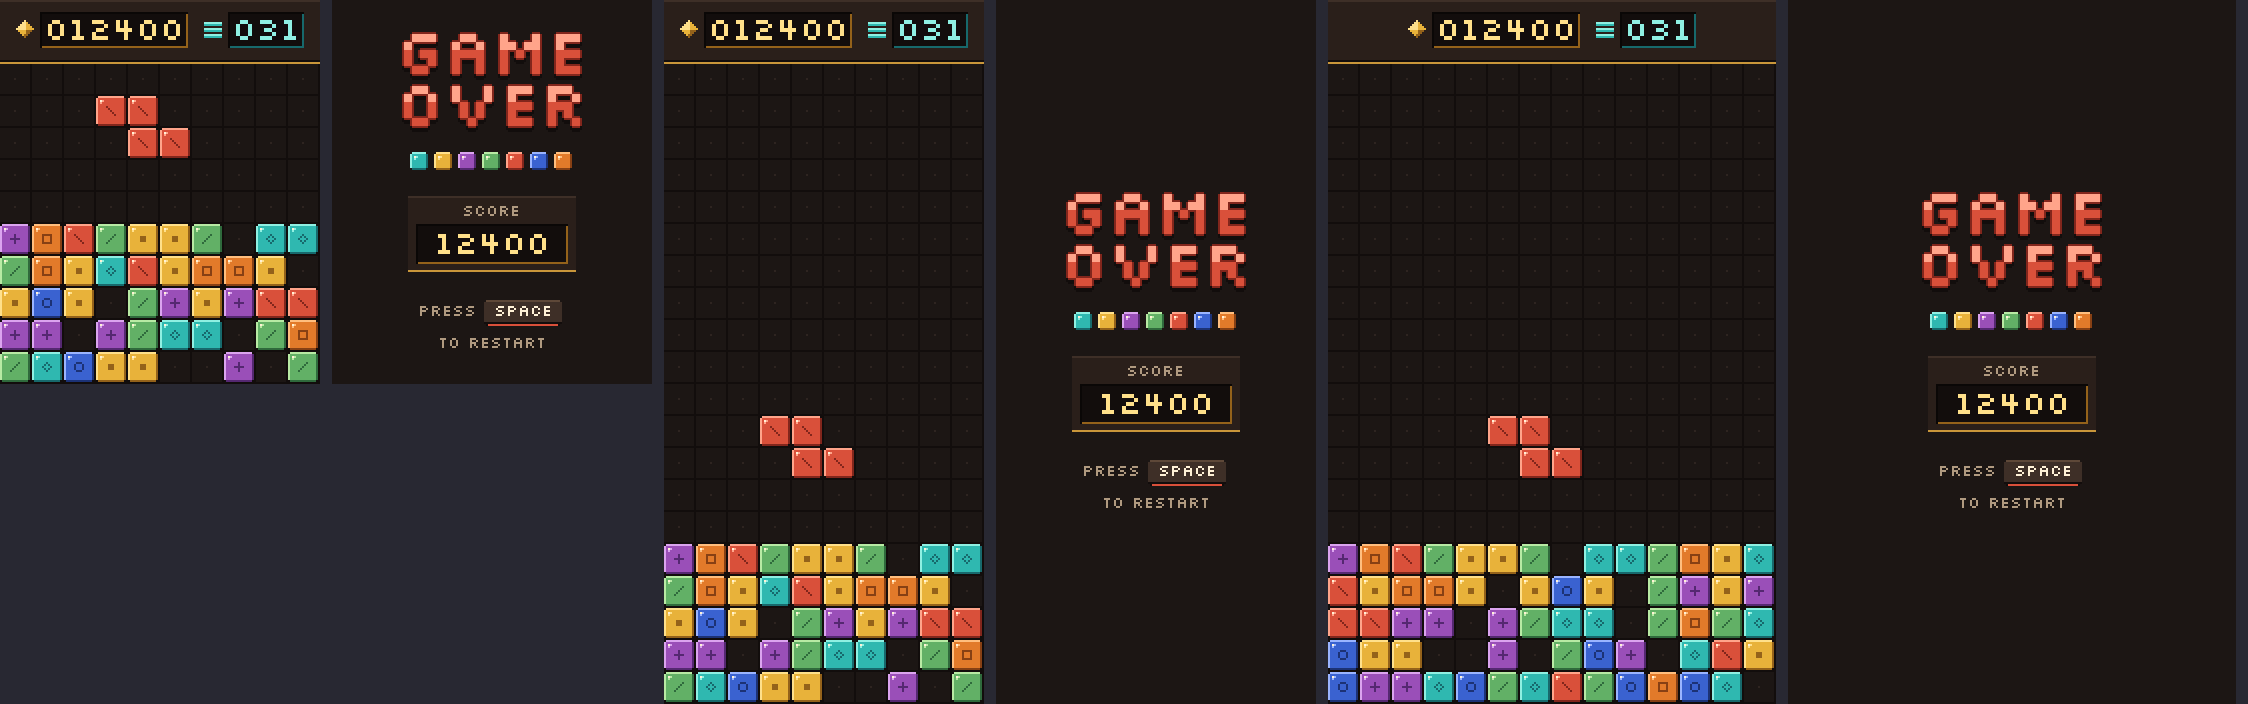 012400 031
GAME
OVER
SCORE
12400
PRESS SPACE
TO RESTART
012400 031
GAME
OVER
SCORE
12400
PRESS SPACE
TO RESTART
012400 031
GAME
OVER
SCORE
12400
PRESS SPACE
TO RESTART